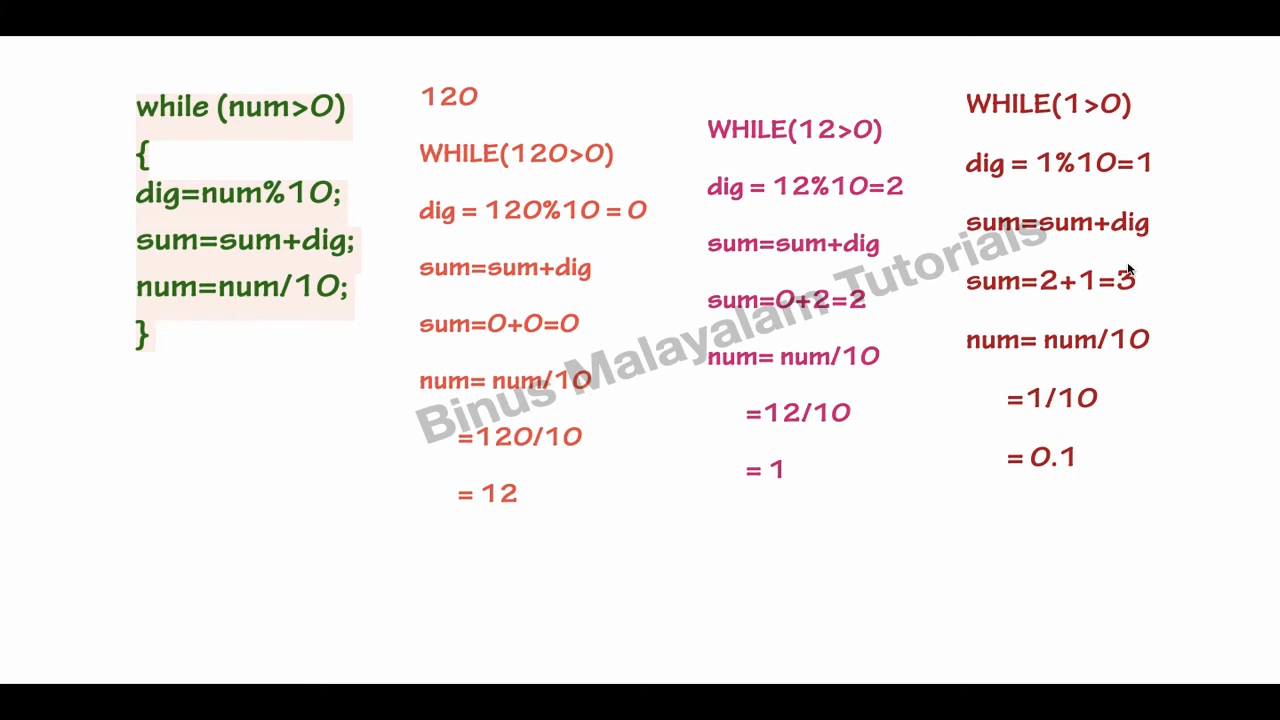 while (num>0)
{
dig=num%10;
sum=sum+dig;
num=num/10;
}
120
WHILE(120>0)
dig = 120%10 = 0
sum=sum+dig
sum=0+0=0
num= num/10
=120/10
= 12
WHILE(12>0)
dig = 12%10=2
sum=sum+dig
sum=0+2=2
num= num/10
=12/10
= 1
WHILE(1>0)
dig = 1%10=1
sum=sum+dig
sum=2+1=3
num= num/10
=1/10
= 0.1
Binus Malayalam Tutorials